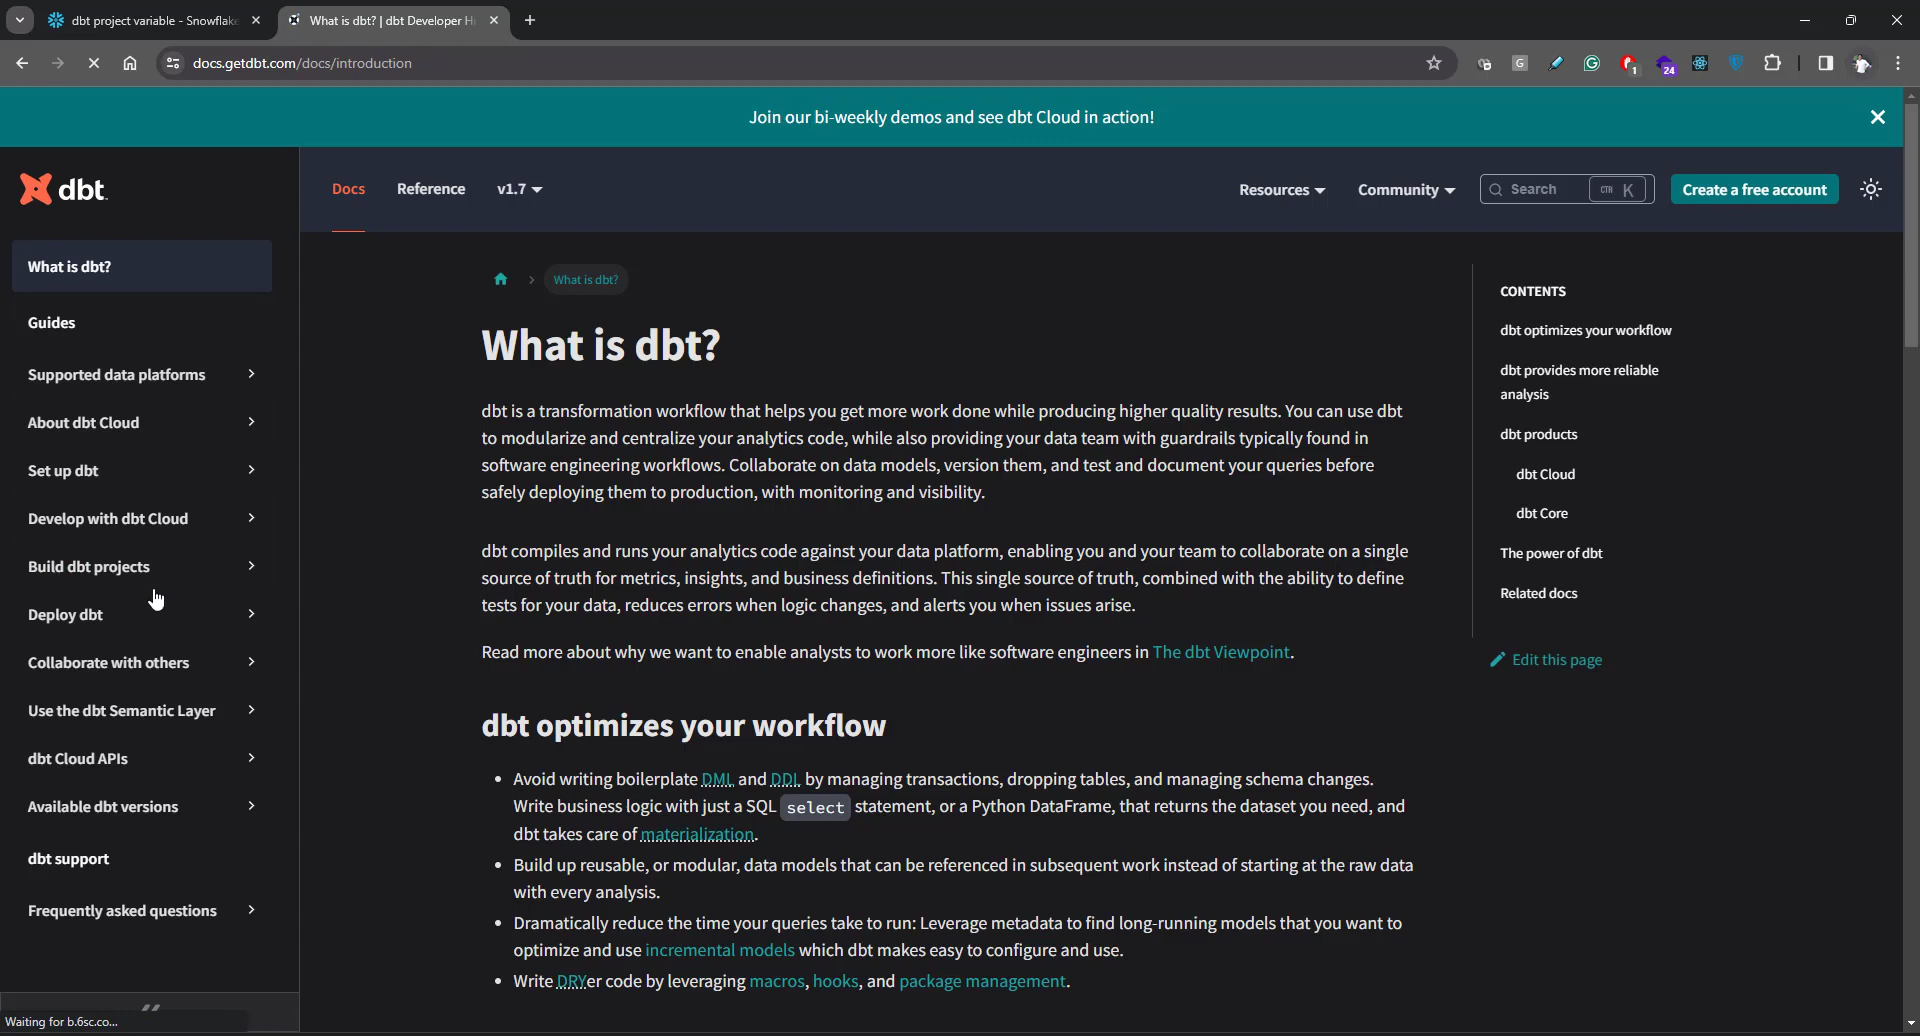 dbt project variable - Snowflake
What is dbt? | dbt Developer H
docs.getdbt.com/docs/introduction
G
1
24
Join our bi-weekly demos and see dbt Cloud in action!
dbt
Docs
Reference
v1.7
Resources
Community
Search
CTR K
Create a free account
What is dbt?
Guides
Supported data platforms
About dbt Cloud
Set up dbt
Develop with dbt Cloud
Build dbt projects
Deploy dbt
Collaborate with others
Use the dbt Semantic Layer
dbt Cloud APIs
Available dbt versions
dbt support
Frequently asked questions
Waiting for b.6sc.co...
What is dbt?
What is dbt?
dbt is a transformation workflow that helps you get more work done while producing higher quality results. You can use dbt
to modularize and centralize your analytics code, while also providing your data team with guardrails typically found in
software engineering workflows. Collaborate on data models, version them, and test and document your queries before
safely deploying them to production, with monitoring and visibility.
dbt compiles and runs your analytics code against your data platform, enabling you and your team to collaborate on a single
source of truth for metrics, insights, and business definitions. This single source of truth, combined with the ability to define
tests for your data, reduces errors when logic changes, and alerts you when issues arise.
Read more about why we want to enable analysts to work more like software engineers in The dbt Viewpoint.
dbt optimizes your workflow
• Avoid writing boilerplate DML and DDL by managing transactions, dropping tables, and managing schema changes.
Write business logic with just a SQL select statement, or a Python DataFrame, that returns the dataset you need, and
dbt takes care of materialization.
• Build up reusable, or modular, data models that can be referenced in subsequent work instead of starting at the raw data
with every analysis.
• Dramatically reduce the time your queries take to run: Leverage metadata to find long-running models that you want to
optimize and use incremental models which dbt makes easy to configure and use.
• Write DRYer code by leveraging macros, hooks, and package management.
CONTENTS
dbt optimizes your workflow
dbt provides more reliable
analysis
dbt products
dbt Cloud
dbt Core
The power of dbt
Related docs
Edit this page